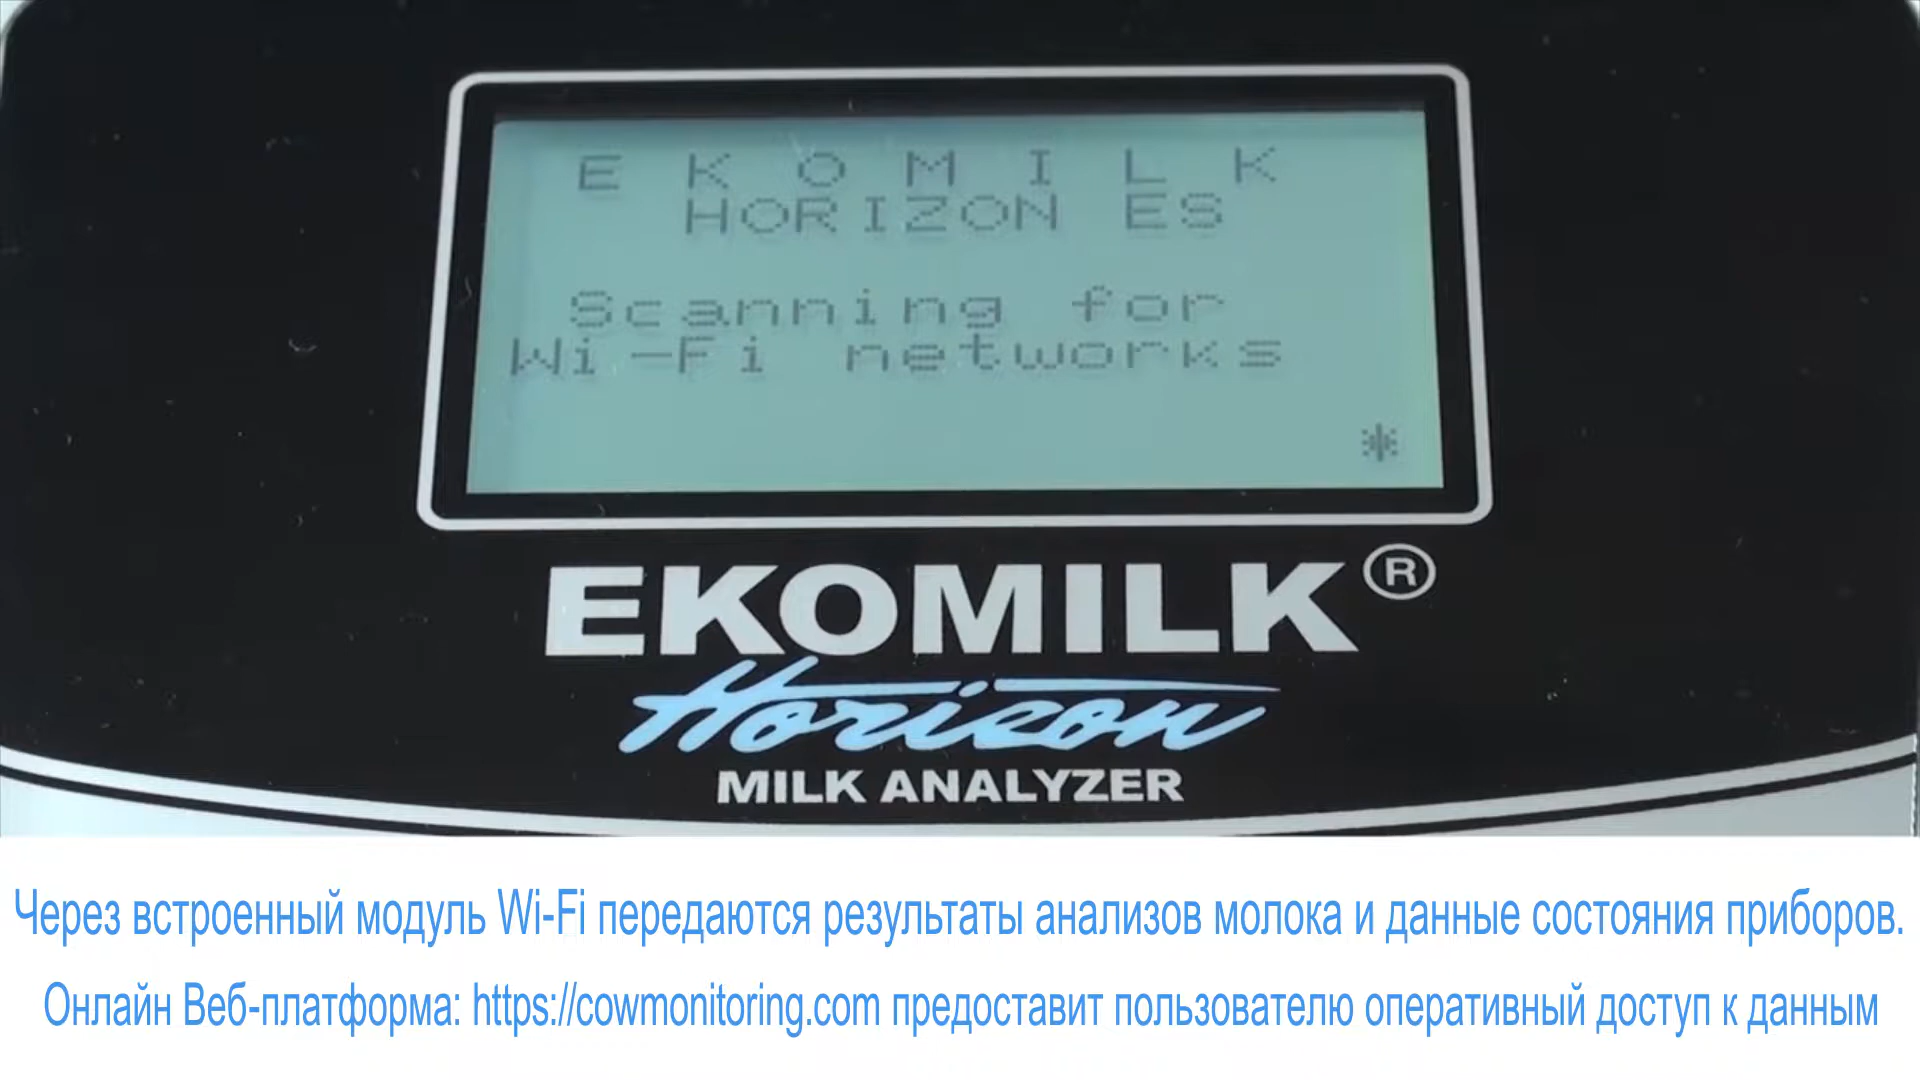 E K O M I L K
HORIZON ES
Scanning for
Wi-Fi networks
*
EKOMILK®
Horizon
MILK ANALYZER
Через встроенный модуль Wi-Fi передаются результаты анализов молока и данные состояния приборов.
Онлайн Веб-платформа: https://cowmonitoring.com предоставит пользователю оперативный доступ к данным